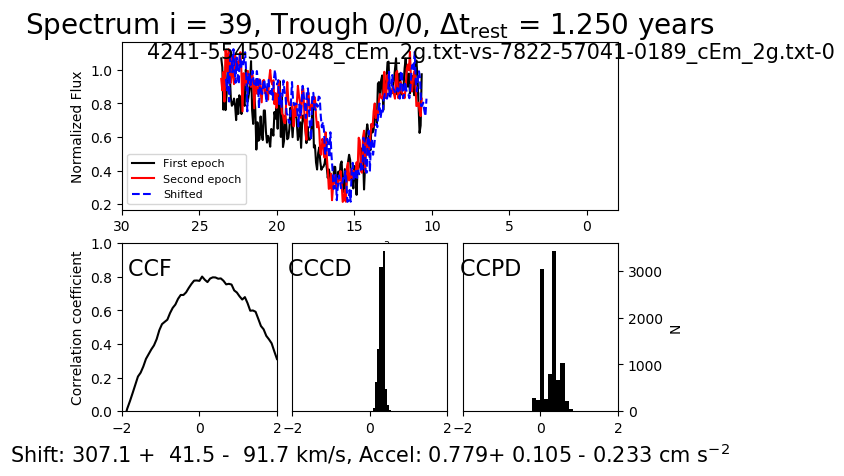 Spectrum i = 39, Trough 0/0, Δt_rest = 1.250 years
4241-55450-0248_cEm_2g.txt-vs-7822-57041-0189_cEm_2g.txt-0
Normalized Flux
1.0
0.8
0.6
0.4
0.2
First epoch
Second epoch
Shifted
30 25 20 15 10 5 0
Correlation coefficient
1.0
0.8
0.6
0.4
0.2
0.0
CCF
−2 0 2
CCCD
−2 0 2
CCPD
−2 0 2
3000
2000
1000
0
N
Shift: 307.1 + 41.5 - 91.7 km/s, Accel: 0.779+ 0.105 - 0.233 cm s⁻²